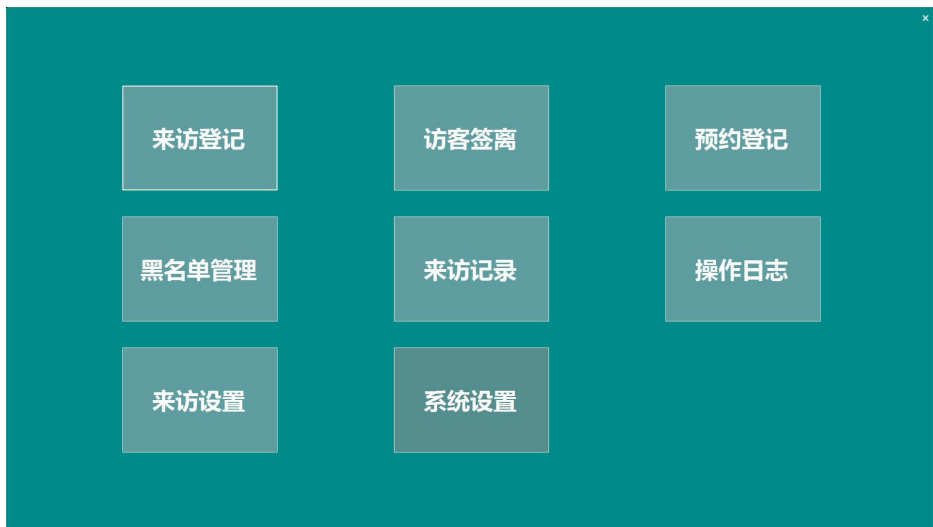 ×
来访登记
访客签离
预约登记
黑名单管理
来访记录
操作日志
来访设置
系统设置